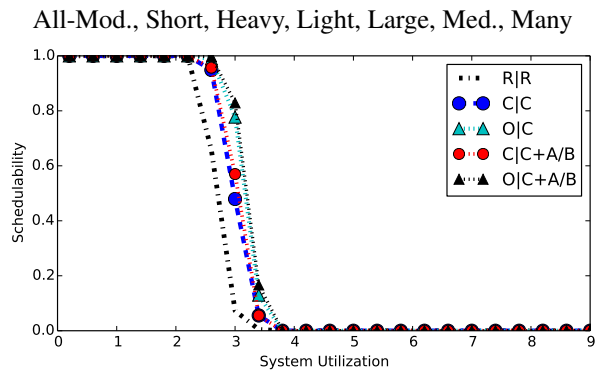 All-Mod., Short, Heavy, Light, Large, Med., Many
1.0
0.8
0.6
0.4
0.2
0.0
Schedulability
R|R
C|C
O|C
C|C+A/B
O|C+A/B
0 1 2 3 4 5 6 7 8 9
System Utilization